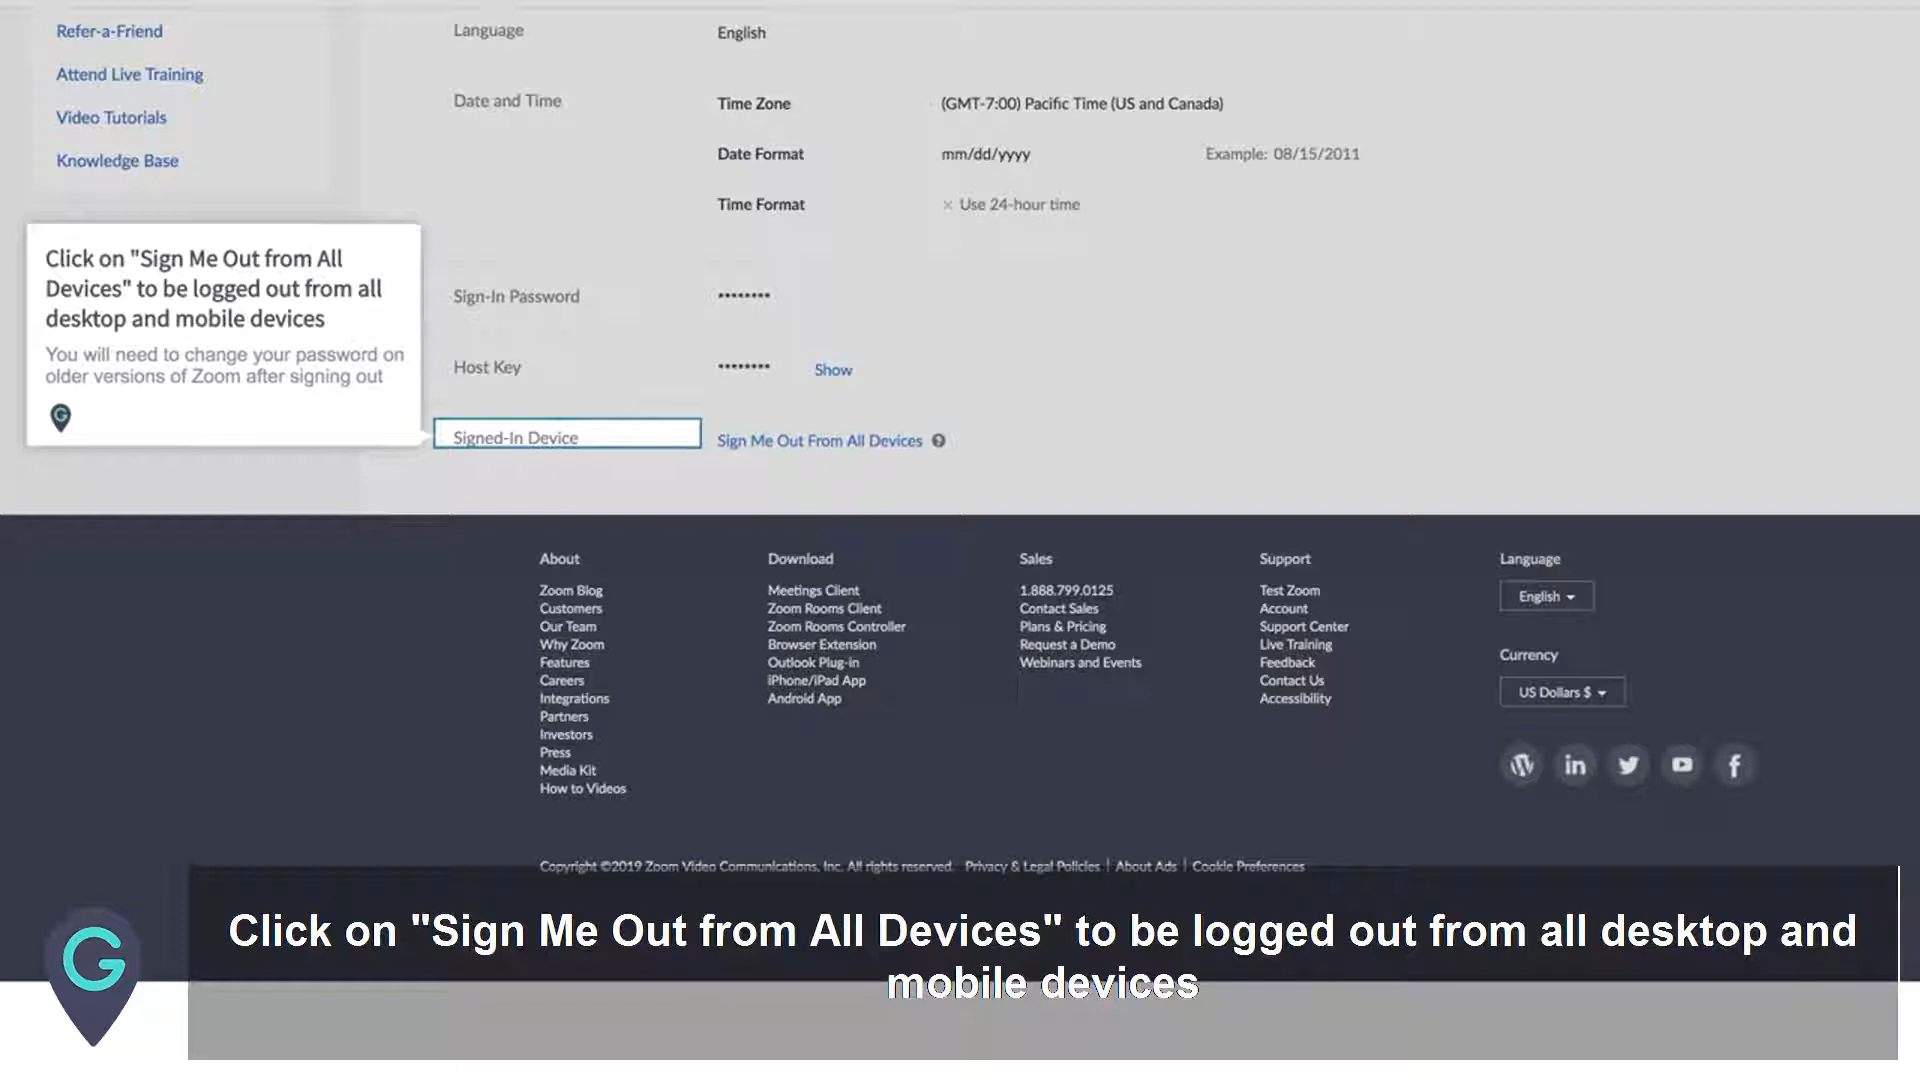 Refer-a-Friend
Attend Live Training
Video Tutorials
Knowledge Base
Language English
Date and Time Time Zone (GMT-7:00) Pacific Time (US and Canada)
Date Format mm/dd/yyyy Example: 08/15/2011
Time Format × Use 24-hour time
Click on "Sign Me Out from All
Devices" to be logged out from all
desktop and mobile devices
You will need to change your password on
older versions of Zoom after signing out
G
Sign-In Password ••••••••
Host Key •••••••• Show
Signed-In Device Sign Me Out From All Devices ?
About
Zoom Blog
Customers
Our Team
Why Zoom
Features
Careers
Integrations
Partners
Investors
Press
Media Kit
How to Videos
Download
Meetings Client
Zoom Rooms Client
Zoom Rooms Controller
Browser Extension
Outlook Plug-in
iPhone/iPad App
Android App
Sales
1.888.799.0125
Contact Sales
Plans & Pricing
Request a Demo
Webinars and Events
Support
Test Zoom
Account
Support Center
Live Training
Feedback
Contact Us
Accessibility
Language
English
Currency
US Dollars $
Copyright ©2019 Zoom Video Communications, Inc. All rights reserved. Privacy & Legal Policies | About Ads | Cookie Preferences
Click on "Sign Me Out from All Devices" to be logged out from all desktop and
mobile devices
G